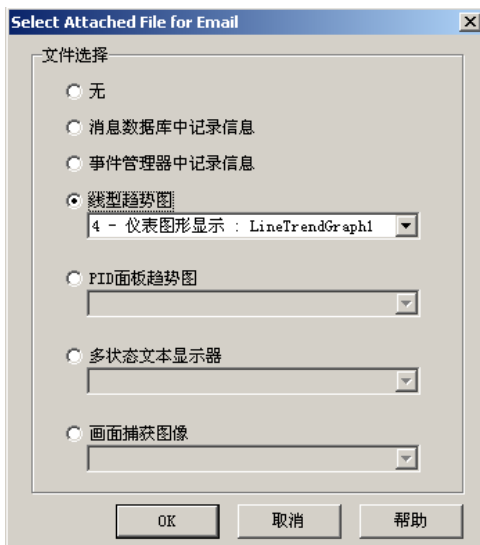 Select Attached File for Email
文件选择
无
消息数据库中记录信息
事件管理器中记录信息
线型趋势图
4 - 仪表图形显示 : LineTrendGraph1
PID面板趋势图
多状态文本显示器
画面捕获图像
OK 取消 帮助